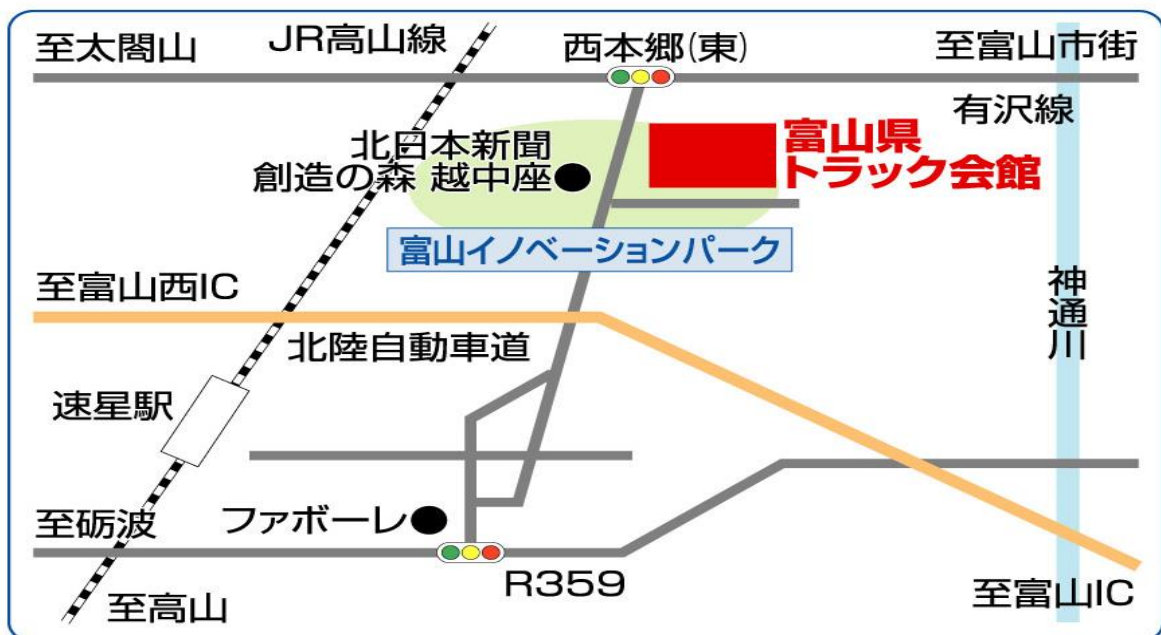 至太閤山
JR高山線
西本郷(東)
至富山市街
有沢線
北日本新聞
創造の森 越中座
富山県
トラック会館
富山イノベーションパーク
至富山西IC
神通川
北陸自動車道
速星駅
至砺波
ファボーレ
R359
至高山
至富山IC